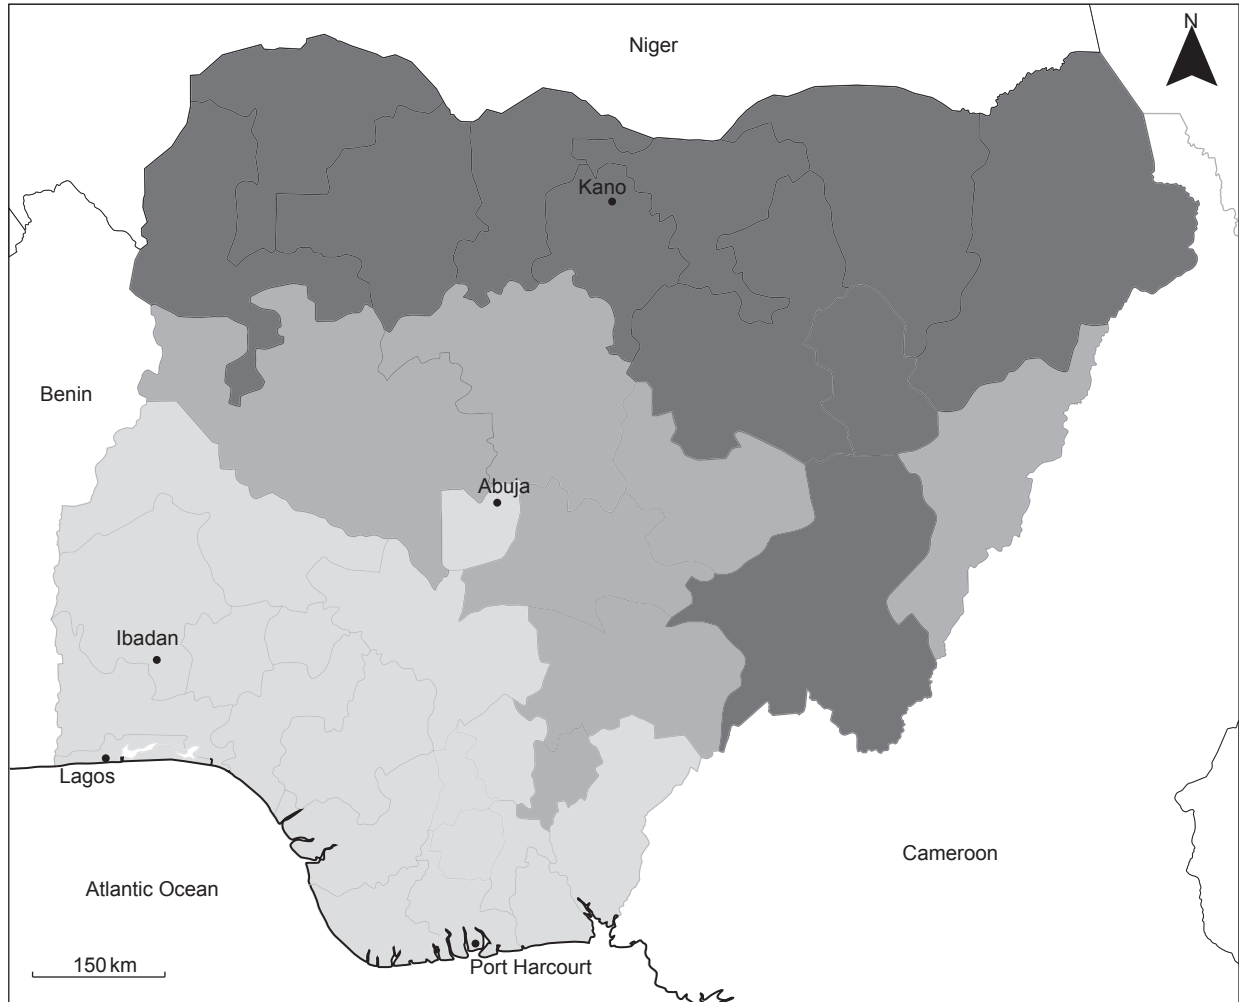 N
Niger
Kano
Benin
Abuja
Ibadan
Lagos
Cameroon
Atlantic Ocean
150 km
Port Harcourt